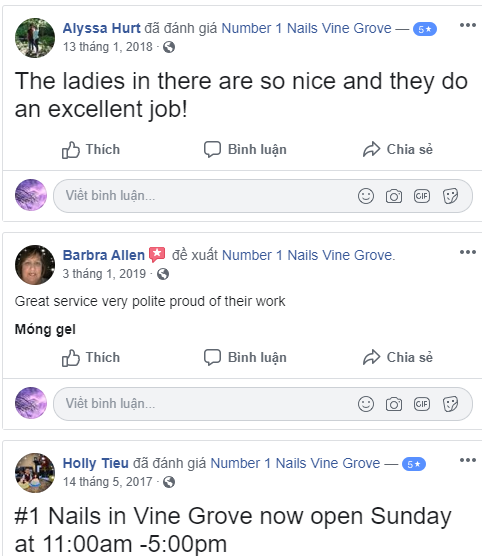 Alyssa Hurt đã đánh giá Number 1 Nails Vine Grove — 5★
13 tháng 1, 2018 ·
The ladies in there are so nice and they do
an excellent job!
Thích Bình luận Chia sẻ
Viết bình luận...
GIF
Barbra Allen đề xuất Number 1 Nails Vine Grove.
3 tháng 1, 2019 ·
Great service very polite proud of their work
Móng gel
Thích Bình luận Chia sẻ
Viết bình luận...
GIF
Holly Tieu đã đánh giá Number 1 Nails Vine Grove — 5★
14 tháng 5, 2017 ·
#1 Nails in Vine Grove now open Sunday
at 11:00am -5:00pm